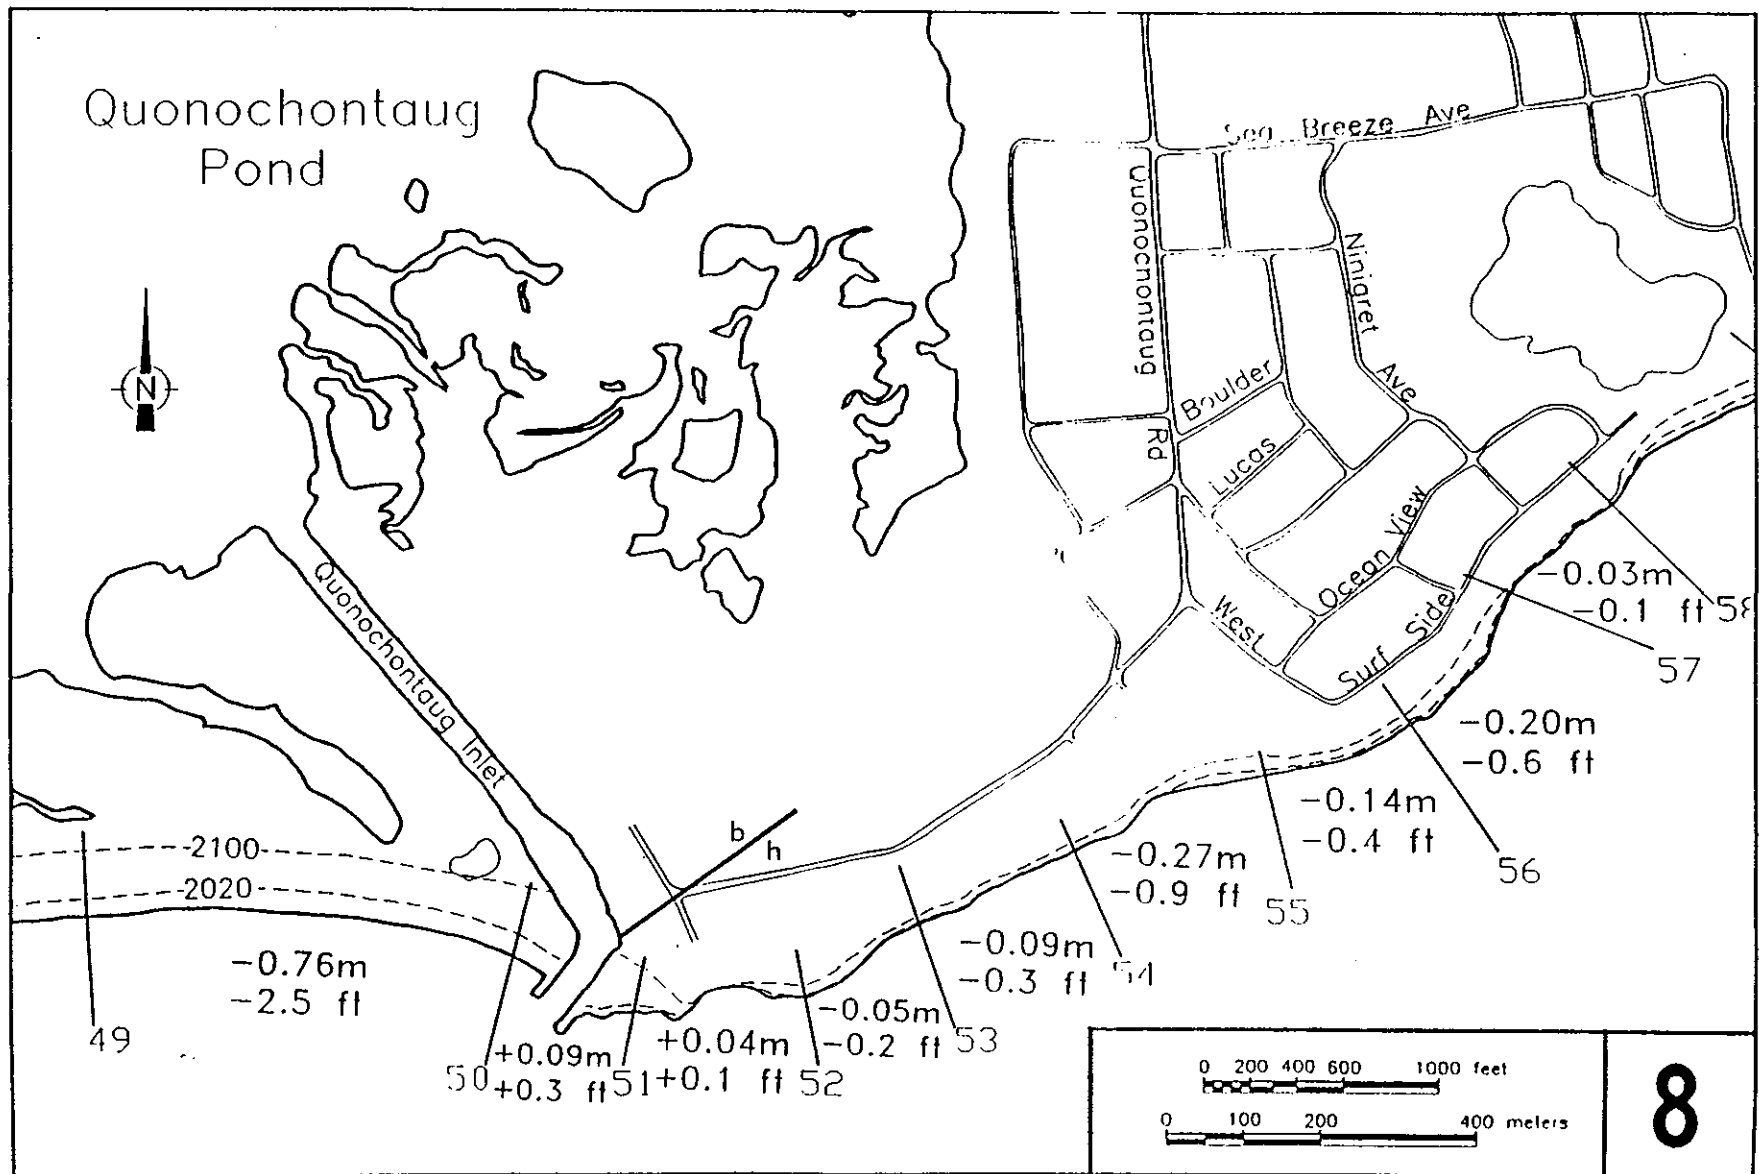 Quonochontaug
Pond
N
Breeze Ave
Quonochontaug
Rd
Ninigret
Ave
Boulder
Lucas
Ocean View
West
Surf Side
Quonochontaug Inlet
2100
2020
b
h
-0.03m
-0.1 ft
57
-0.20m
-0.6 ft
-0.14m
-0.4 ft
56
-0.27m
-0.9 ft
55
-0.09m
-0.3 ft
54
-0.05m
-0.2 ft
53
-0.76m
-2.5 ft
49
50
+0.09m
+0.3 ft
51
+0.04m
+0.1 ft
52
58
0 200 400 600 1000 feet
0 100 200 400 meters
8